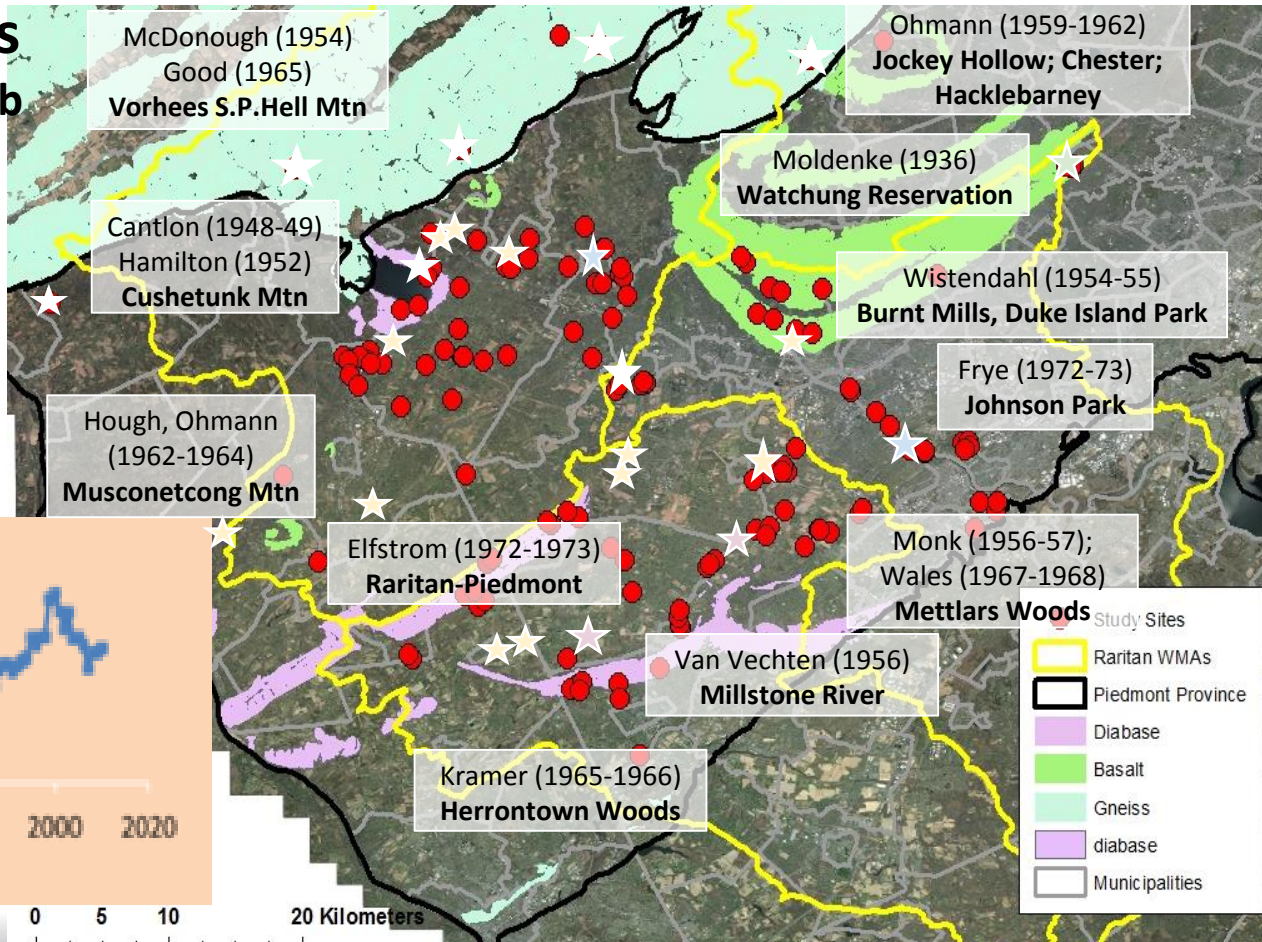 S
b
McDonough (1954)
Good (1965)
Vorhees S.P.Hell Mtn
Ohmann (1959-1962)
Jockey Hollow; Chester;
Hacklebarney
Moldenke (1936)
Watchung Reservation
Cantlon (1948-49)
Hamilton (1952)
Cushetunk Mtn
Wistendahl (1954-55)
Burnt Mills, Duke Island Park
Frye (1972-73)
Johnson Park
Hough, Ohmann
(1962-1964)
Musconetcong Mtn
Elfstrom (1972-1973)
Raritan-Piedmont
Monk (1956-57);
Wales (1967-1968)
Mettlars Woods
Van Vechten (1956)
Millstone River
Kramer (1965-1966)
Herrontown Woods
Study Sites
Raritan WMAs
Piedmont Province
Diabase
Basalt
Gneiss
diabase
Municipalities
2000 2020
0 5 10 20 Kilometers